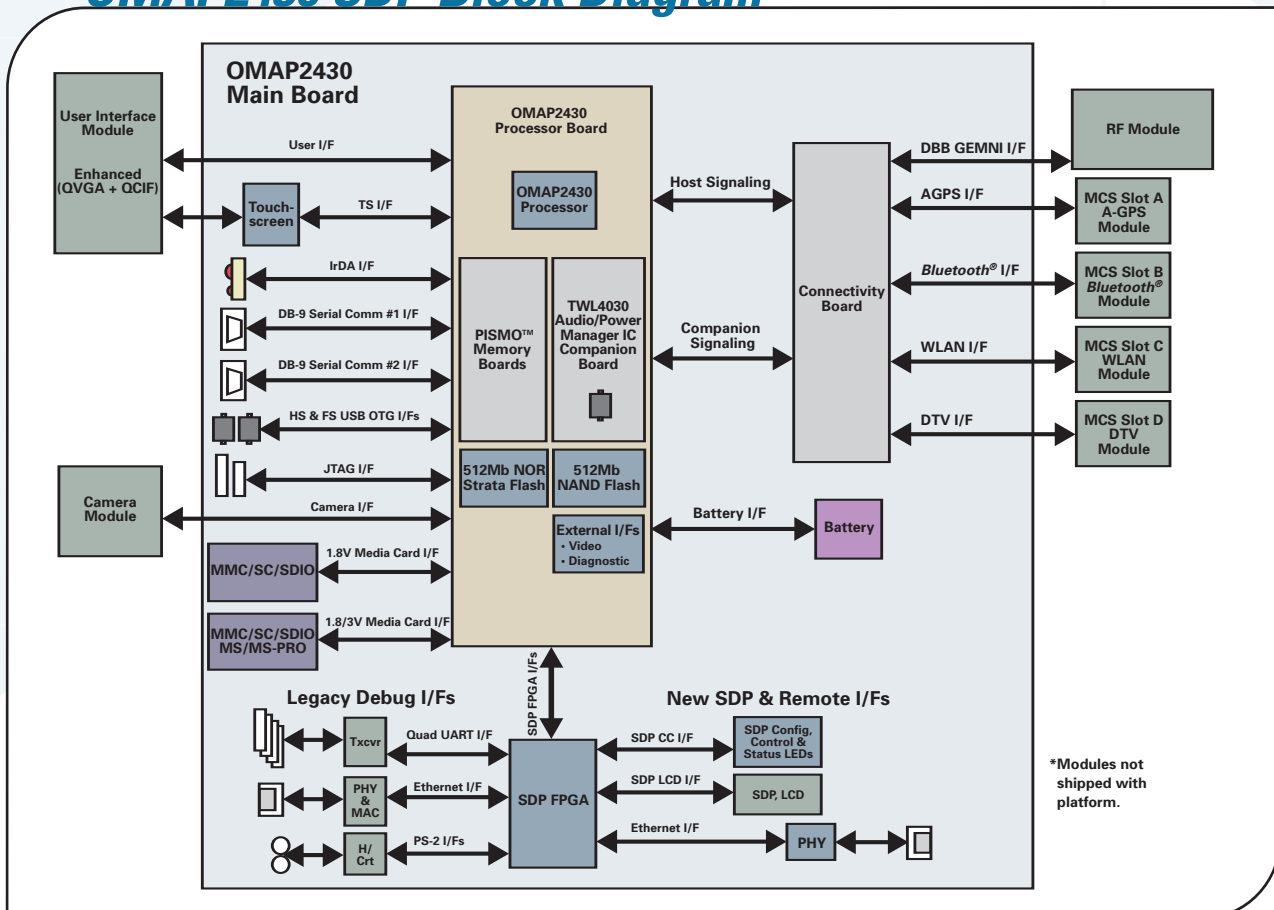 OMAP2430 SDP Block Diagram
OMAP2430
Main Board
User Interface
Module
Enhanced
(QVGA + QCIF)
User I/F
Touch-
screen
TS I/F
IrDA I/F
DB-9 Serial Comm #1 I/F
DB-9 Serial Comm #2 I/F
HS & FS USB OTG I/Fs
JTAG I/F
Camera
Module
Camera I/F
MMC/SC/SDIO
1.8V Media Card I/F
MMC/SC/SDIO
MS/MS-PRO
1.8/3V Media Card I/F
OMAP2430
Processor Board
OMAP2430
Processor
PISMO™
Memory
Boards
TWL4030
Audio/Power
Manager IC
Companion
Board
512Mb NOR
Strata Flash
512Mb
NAND Flash
External I/Fs
• Video
• Diagnostic
Host Signaling
Companion
Signaling
Battery I/F
Battery
Connectivity
Board
DBB GEMNI I/F
AGPS I/F
Bluetooth® I/F
WLAN I/F
DTV I/F
RF Module
MCS Slot A
A-GPS
Module
MCS Slot B
Bluetooth®
Module
MCS Slot C
WLAN
Module
MCS Slot D
DTV
Module
SDP FPGA I/Fs
Legacy Debug I/Fs
New SDP & Remote I/Fs
Txcvr
Quad UART I/F
PHY
&
MAC
Ethernet I/F
H/
Crt
PS-2 I/Fs
SDP FPGA
SDP CC I/F
SDP Config,
Control &
Status LEDs
SDP LCD I/F
SDP, LCD
Ethernet I/F
PHY
*Modules not
shipped with
platform.